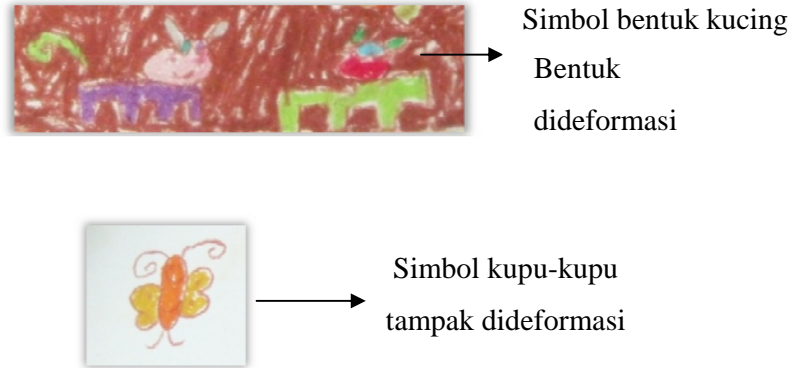 Simbol bentuk kucing
Bentuk
dideformasi
Simbol kupu-kupu
tampak dideformasi